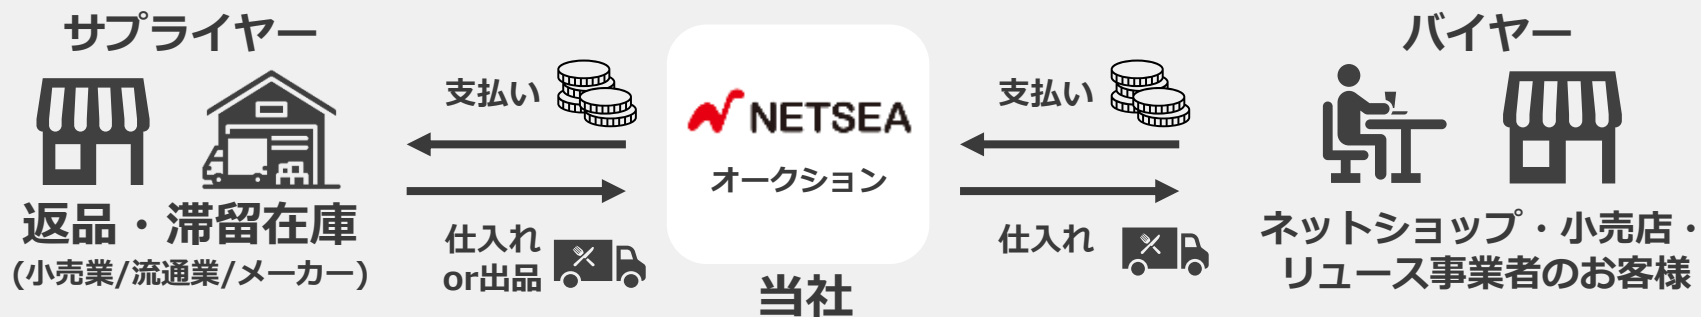 サプライヤー
返品・滞留在庫
(小売業/流通業/メーカー)
支払い
仕入れ
or出品
NETSEA
オークション
当社
支払い
仕入れ
バイヤー
ネットショップ・小売店・
リユース事業者のお客様